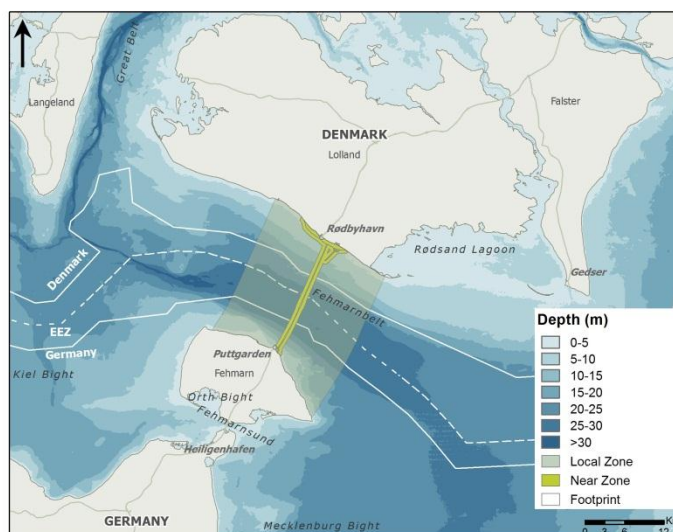 Great Belt
Langeland
DENMARK
Lolland
Falster
Rødbyhavn
Rødsand Lagoon
Gedser
Denmark
EEZ
Germany
Fehmarnbelt
Kiel Bight
Puttgarden
Fehmarn
Orth Bight
Fehmarnsund
Heiligenhafen
GERMANY
Mecklenburg Bight
Depth (m)
0-5
5-10
10-15
15-20
20-25
25-30
>30
Local Zone
Near Zone
Footprint
0 3 6 12